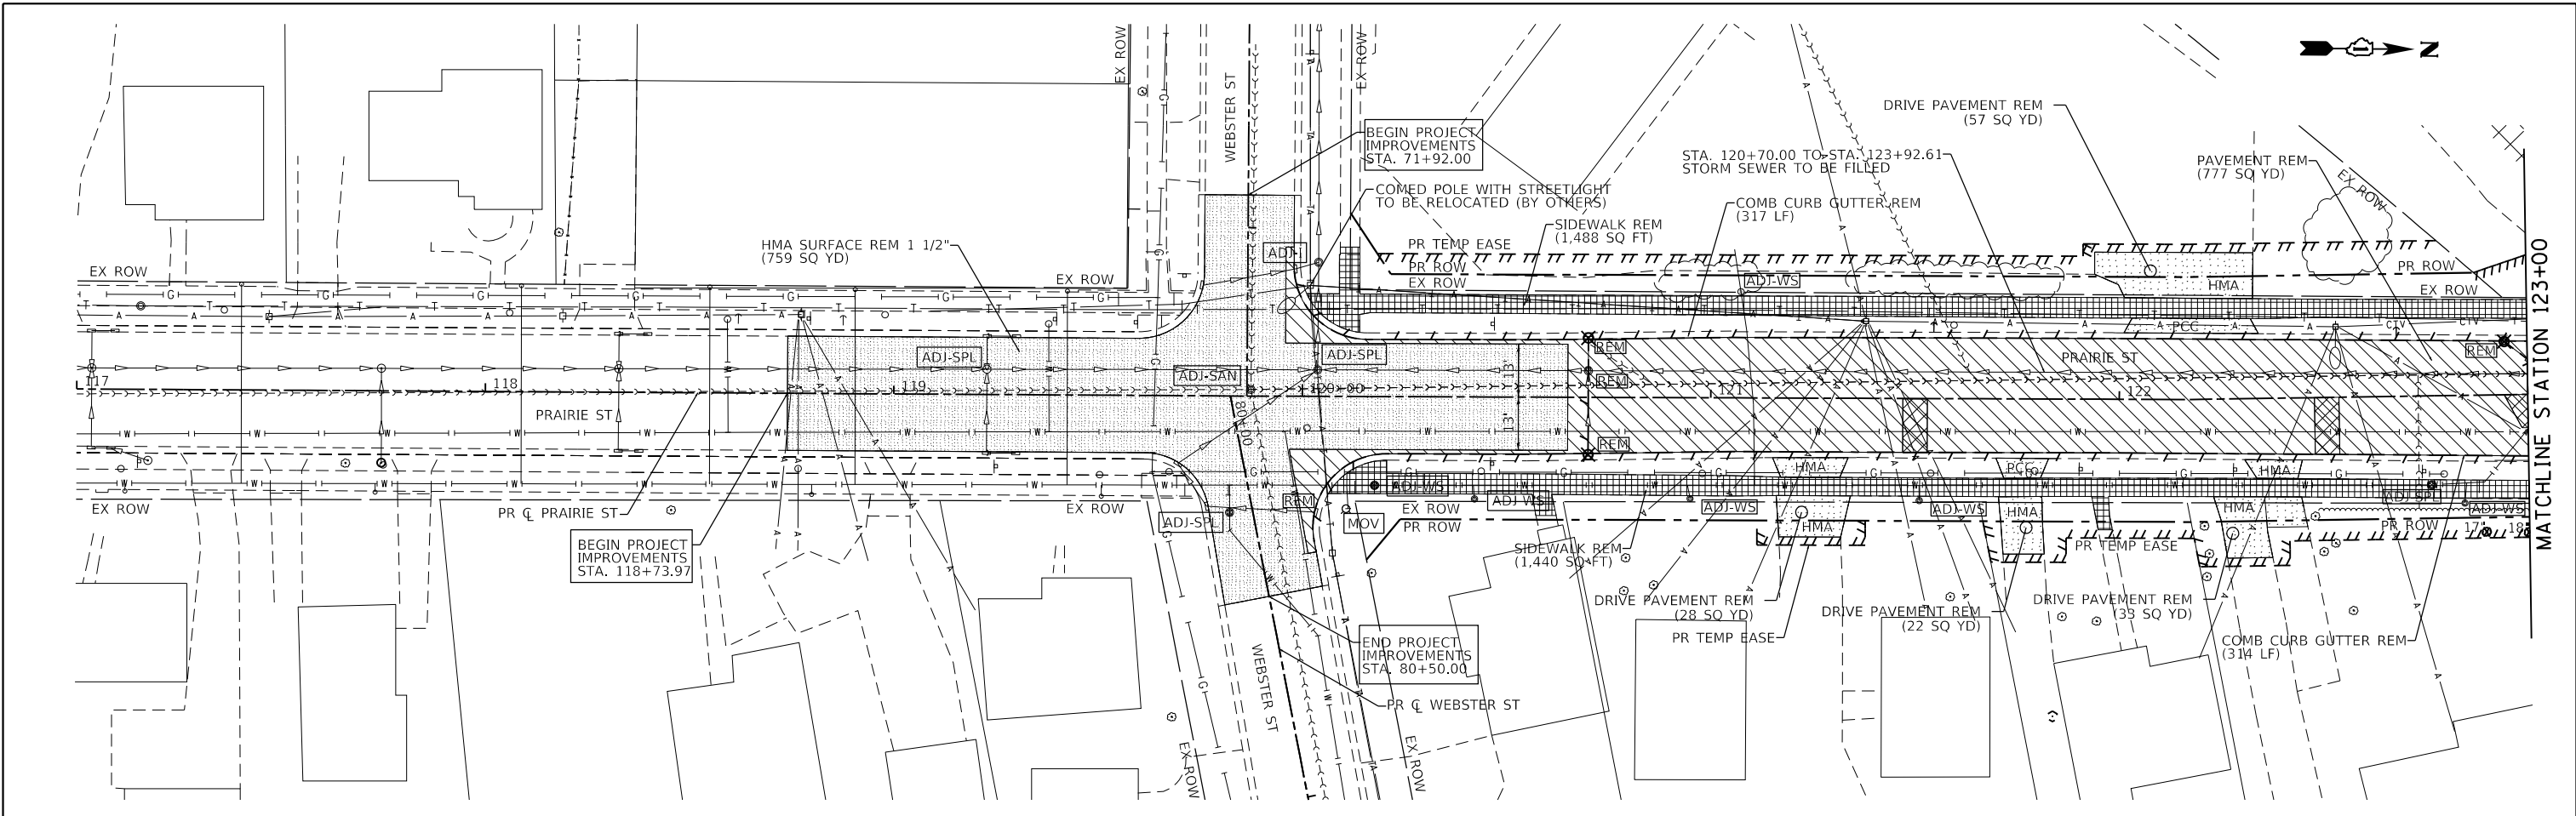 N
EX ROW
WEBSTER ST
EX ROW
BEGIN PROJECT
IMPROVEMENTS
STA. 71+92.00
DRIVE PAVEMENT REM
(57 SQ YD)
STA. 120+70.00 TO STA. 123+92.61
STORM SEWER TO BE FILLED
PAVEMENT REM
(777 SQ YD)
EX ROW
COMED POLE WITH STREETLIGHT
TO BE RELOCATED (BY OTHERS)
COMB CURB GUTTER REM
(317 LF)
SIDEWALK REM
(1,488 SQ FT)
HMA SURFACE REM 1 1/2"
(759 SQ YD)
ADJ-I
PR TEMP EASE
PR ROW
EX ROW
ADJ-WS
HMA
PR ROW
EX ROW
EX ROW
EX ROW
PCC
CTV
CTV
REM
REM
ADJ-SPL
ADJ-SPL
PRAIRIE ST
ADJ-SAN
REM
117
118
119
120+00
121
122
13'
13'
PRAIRIE ST
80+00
REM
HMA
PCC
HMA
ADJ-WS
ADJ-WS
ADJ-WS
ADJ-WS
ADJ-SPL
ADJ-WS
EX ROW
PR ℄ PRAIRIE ST
EX ROW
ADJ-SPL
REM
MOV
EX ROW
PR ROW
HMA
HMA
HMA
PR ROW
17'
18'
MATCHLINE STATION 123+00
BEGIN PROJECT
IMPROVEMENTS
STA. 118+73.97
SIDEWALK REM
(1,440 SQ FT)
PR TEMP EASE
DRIVE PAVEMENT REM
(28 SQ YD)
DRIVE PAVEMENT REM
(22 SQ YD)
DRIVE PAVEMENT REM
(33 SQ YD)
PR TEMP EASE
COMB CURB GUTTER REM
(314 LF)
END PROJECT
IMPROVEMENTS
STA. 80+50.00
WEBSTER ST
PR ℄ WEBSTER ST
EX ROW
EX ROW